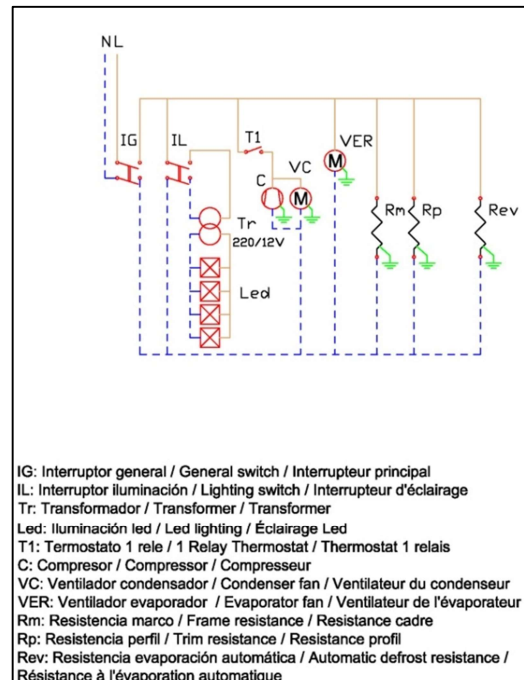 N L
IG
IL
T1
VER
M
C
VC
M
Tr
220/12V
Rm
Rp
Rev
Led
IG: Interruptor general / General switch / Interrupteur principal
IL: Interruptor iluminación / Lighting switch / Interrupteur d'éclairage
Tr: Transformador / Transformer / Transformer
Led: Iluminación led / Led lighting / Éclairage Led
T1: Termostato 1 rele / 1 Relay Thermostat / Thermostat 1 relais
C: Compresor / Compressor / Compresseur
VC: Ventilador condensador / Condenser fan / Ventilateur du condenseur
VER: Ventilador evaporador / Evaporator fan / Ventilateur de l'évaporateur
Rm: Resistencia marco / Frame resistance / Resistance cadre
Rp: Resistencia perfil / Trim resistance / Resistance profil
Rev: Resistencia evaporación automática / Automatic defrost resistance /
Résistance à l'évaporation automatique